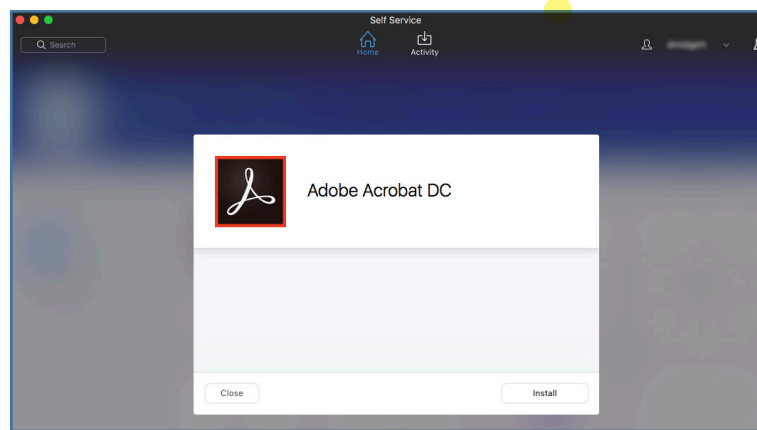 Self Service
Search
Home
Activity
Adobe Acrobat DC
Close
Install